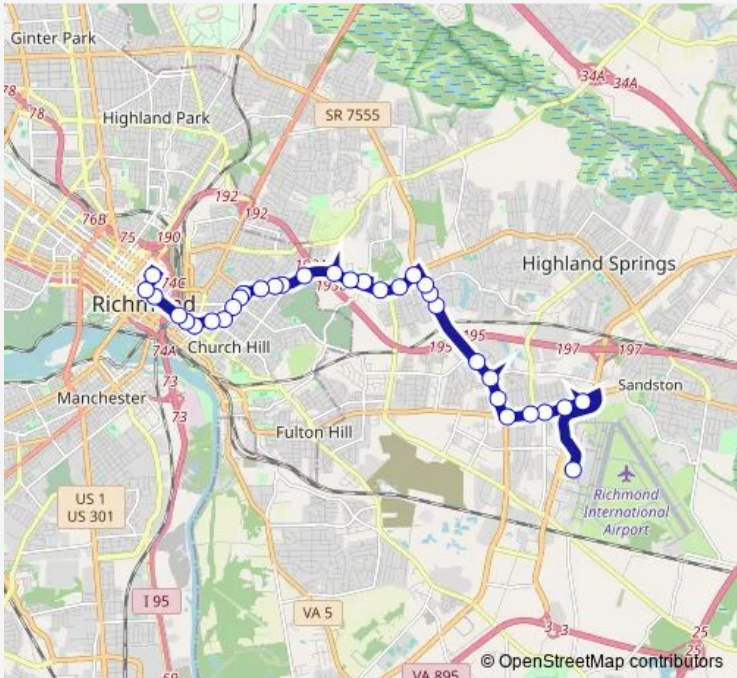 Ginter Park
34A
34A
78
78
Highland Park
SR 7555
192
192
76B
75
190
74C
193A
Highland Springs
Richmond
195
195
197
197
Church Hill
74A
73
73
Sandston
Manchester
Fulton Hill
Richmond
International
Airport
US 1
US 301
I 95
VA 5
3
3
25
25
69
VA 895
© OpenStreetMap contributors